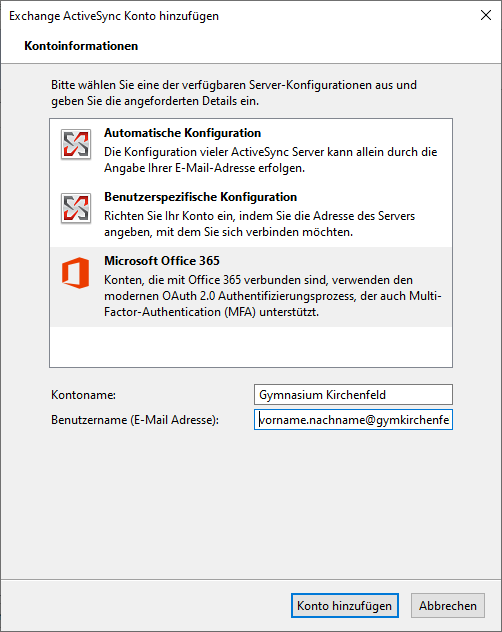 Exchange ActiveSync Konto hinzufügen
Kontoinformationen
Bitte wählen Sie eine der verfügbaren Server-Konfigurationen aus und
geben Sie die angeforderten Details ein.
Automatische Konfiguration
Die Konfiguration vieler ActiveSync Server kann allein durch die
Angabe Ihrer E-Mail-Adresse erfolgen.
Benutzerspezifische Konfiguration
Richten Sie Ihr Konto ein, indem Sie die Adresse des Servers
angeben, mit dem Sie sich verbinden möchten.
Microsoft Office 365
Konten, die mit Office 365 verbunden sind, verwenden den
modernen OAuth 2.0 Authentifizierungsprozess, der auch Multi-
Factor-Authentication (MFA) unterstützt.
Kontoname: Gymnasium Kirchenfeld
Benutzername (E-Mail Adresse): vorname.nachname@gymkirchenfe
Konto hinzufügen Abbrechen